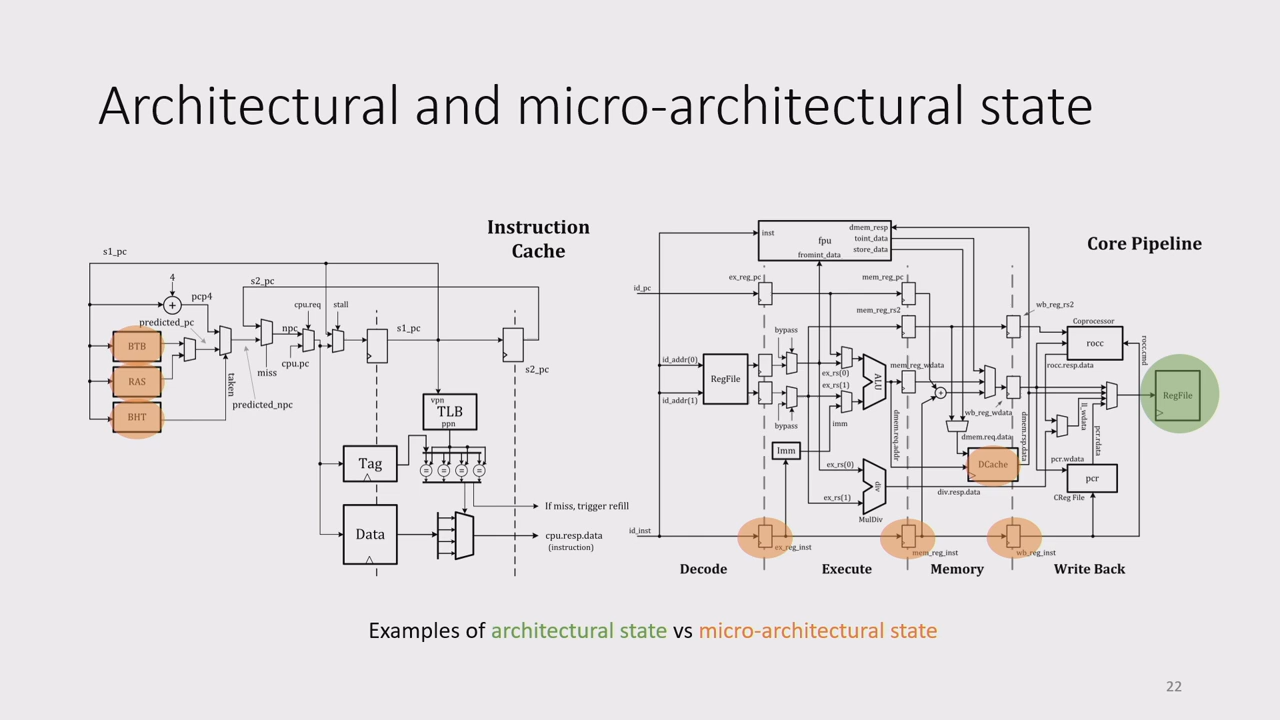 Architectural and micro-architectural state
Instruction
Cache
s1_pc
4
pcp4
s2_pc
predicted_pc
cpu.req
stall
npc
s1_pc
BTB
RAS
BHT
taken
miss
cpu.pc
predicted_npc
s2_pc
vpn
TLB
ppn
Tag
=
=
=
=
Data
If miss, trigger refill
cpu.resp.data
(instruction)
Core Pipeline
inst
fpu
dmem_resp
toint_data
store_data
fromint_data
id_pc
ex_reg_pc
mem_reg_pc
mem_reg_rs2
wb_reg_rs2
Coprocessor
rocc
rocc.cmd
rocc.resp.data
bypass
id_addr(0)
id_addr(1)
RegFile
ex_rs(0)
ex_rs(1)
ALU
mem_reg_wdata
bypass
imm
wb_reg_wdata
ll_wdata
RegFile
dmem.req.addr
dmem.req.data
dmem.resp.data
pcr.rdata
Imm
ex_rs(0)
DCache
pcr.wdata
pcr
CReg File
div
ex_rs(1)
div.resp.data
MulDiv
id_inst
ex_reg_inst
mem_reg_inst
wb_reg_inst
Decode
Execute
Memory
Write Back
Examples of architectural state vs micro-architectural state
22